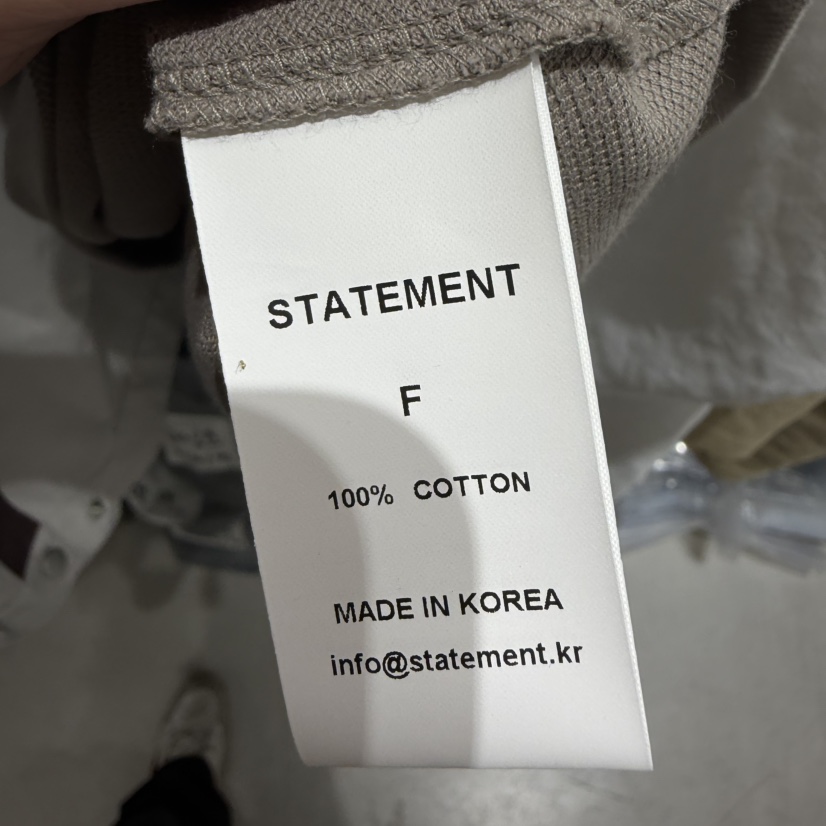 STATEMENT
F
100% COTTON
MADE IN KOREA
info@statement.kr